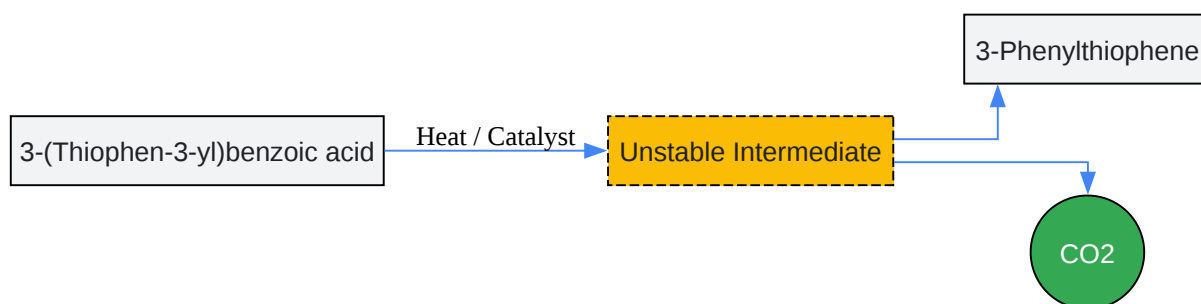 3-Phenylthiophene
3-(Thiophen-3-yl)benzoic acid
Heat / Catalyst
Unstable Intermediate
CO2